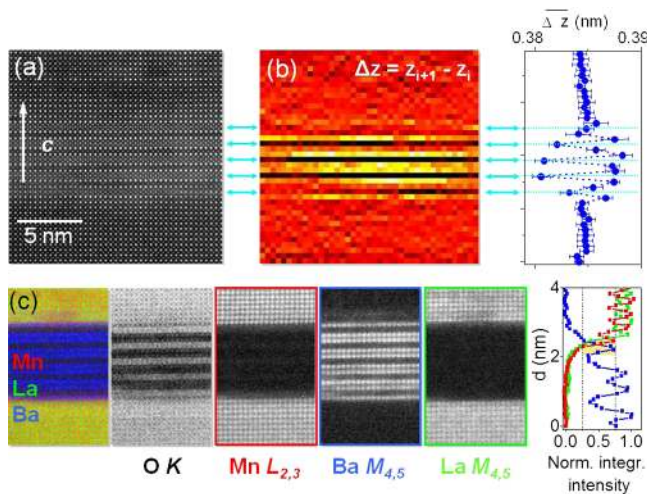 Δz (nm)
0.38 0.39
(a)
(b) Δz = z_{i+1} - z_i
c
5 nm
(c)
Mn
La
Ba
O K Mn L_{2,3} Ba M_{4,5} La M_{4,5}
d (nm)
4
2
0
0.0 0.5 1.0
Norm. integr.
intensity